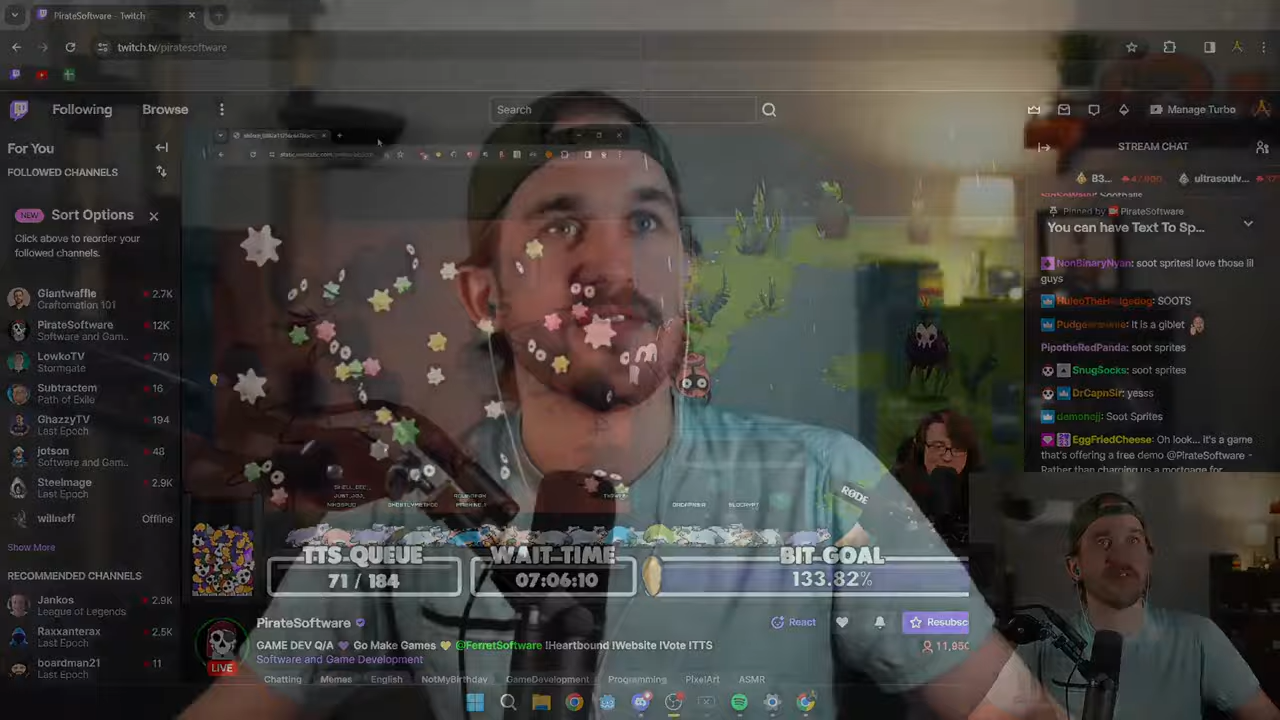 PirateSoftware - Twitch
twitch.tv/piratesoftware
Following
Browse
Search
Manage Turbo
For You
FOLLOWED CHANNELS
NEW Sort Options
Click above to reorder your
followed channels.
Giantwaffle
Craftomation 101
2.7K
PirateSoftware
Software and Gam..
12K
LowkoTV
Stormgate
710
Subtractem
Path of Exile
16
GhazzyTV
Last Epoch
194
jotson
Software and Gam..
48
Steelmage
Last Epoch
2.9K
willneff
Offline
Show More
RECOMMENDED CHANNELS
Jankos
League of Legends
2.9K
Raxxanterax
Last Epoch
2.5K
boardman21
Last Epoch
11
TTS-QUEUE
71 / 184
WAIT-TIME
07:06:10
BIT-GOAL
133.82%
RØDE
PirateSoftware
LIVE
GAME DEV Q/A 💜 Go Make Games 💛 @FerretSoftware !Heartbound !Website !Vote !TTS
Software and Game Development
Chatting
Memes
English
NotMyBirthday
GameDevelopment
Programming
PixelArt
ASMR
React
Resubsc
STREAM CHAT
B3...
ultrasoulv...
Pinned by PirateSoftware
You can have Text To Sp...
NonBinaryNyan: soot sprites! love those lil
guys
SOOTS
It is a giblet
PipotheRedPanda: soot sprites
SnugSocks: soot sprites
DrCapnSir: yesss
demoneji: Soot Sprites
EggFriedCheese: Oh look... it's a game
that's offering a free demo @PirateSoftware -
Rather than charging us a mortgage for